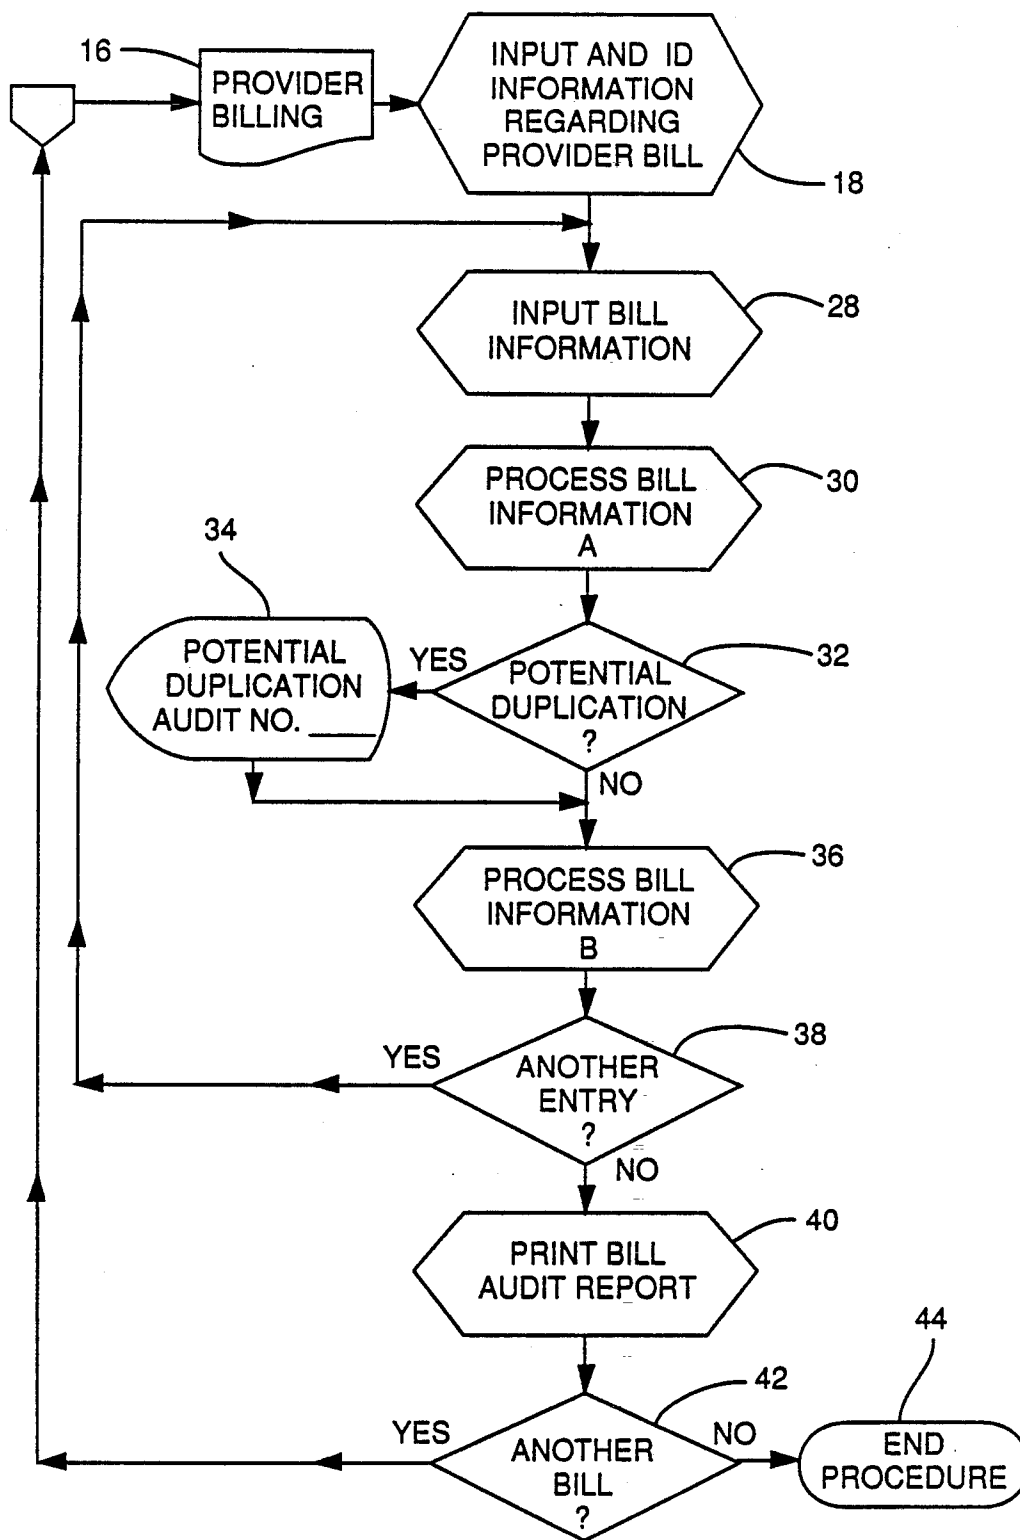 16
PROVIDER
BILLING
INPUT AND ID
INFORMATION
REGARDING
PROVIDER BILL
18
INPUT BILL
INFORMATION
28
PROCESS BILL
INFORMATION
A
30
34
POTENTIAL
DUPLICATION
AUDIT NO. ____
YES
POTENTIAL
DUPLICATION
?
32
NO
PROCESS BILL
INFORMATION
B
36
YES
ANOTHER
ENTRY
?
38
NO
PRINT BILL
AUDIT REPORT
40
YES
ANOTHER
BILL
?
42
NO
44
END
PROCEDURE